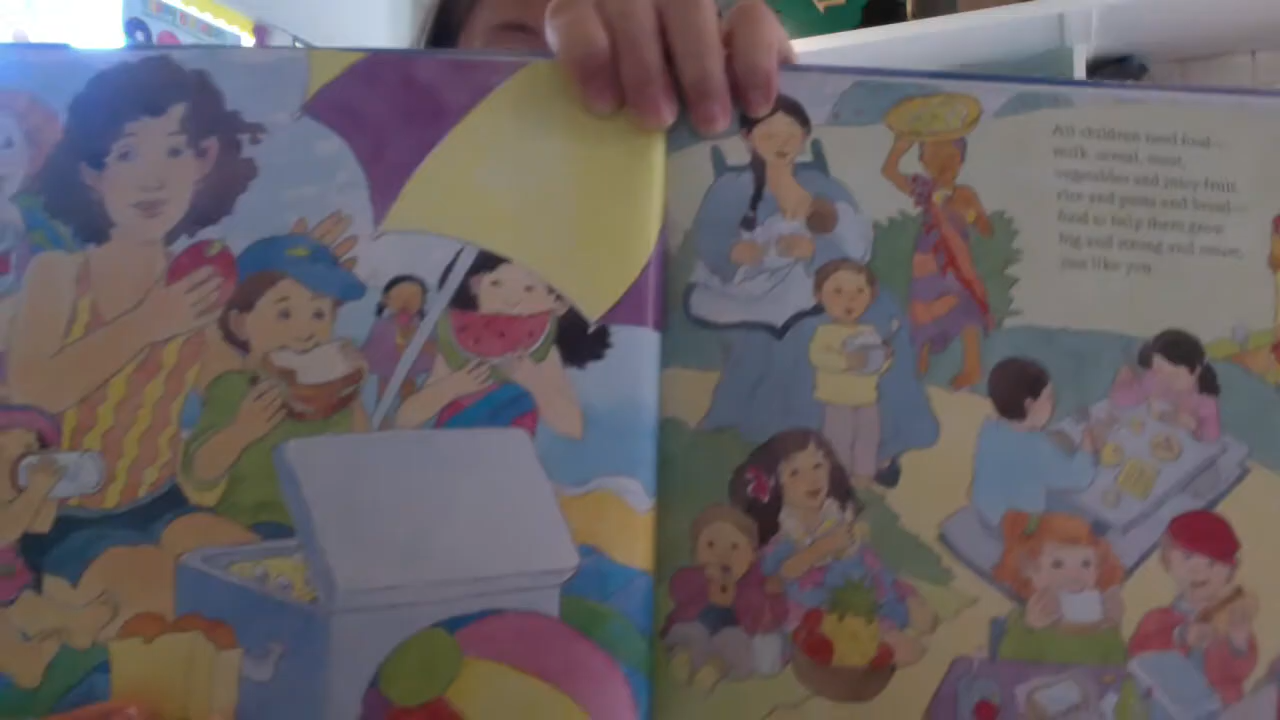 All children need food—
milk, cereal, meat,
vegetables and juicy fruit,
rice and pasta and bread—
food to help them grow
big and strong and smart,
just like you.